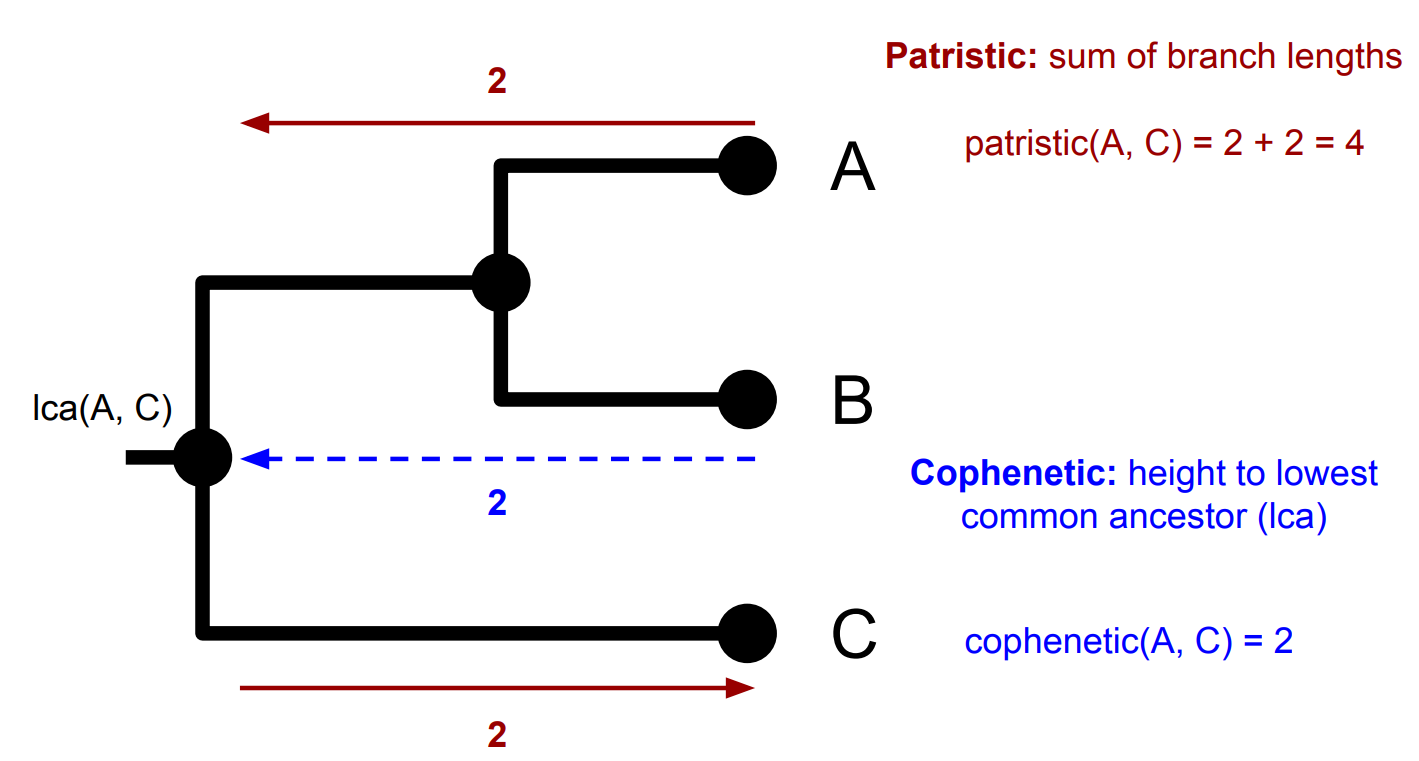 Patristic: sum of branch lengths
2
patristic(A, C) = 2 + 2 = 4
A
B
lca(A, C)
Cophenetic: height to lowest
common ancestor (lca)
2
C
cophenetic(A, C) = 2
2